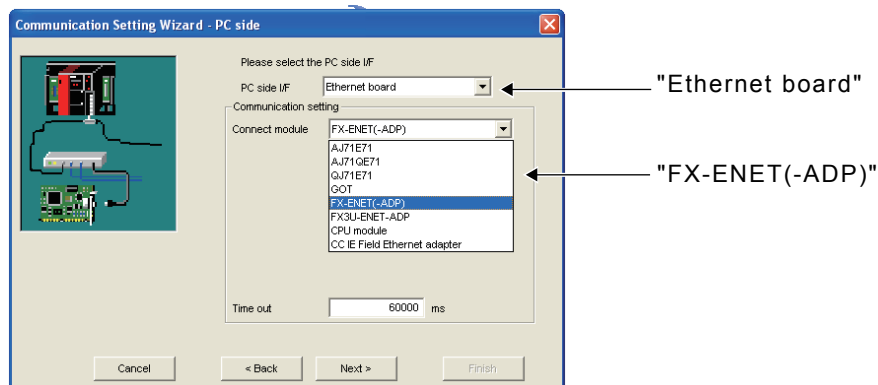 Communication Setting Wizard - PC side
Please select the PC side I/F
PC side I/F Ethernet board
"Ethernet board"
Communication setting
Connect module FX-ENET(-ADP)
AJ71E71
AJ71QE71
QJ71E71
GOT
FX-ENET(-ADP)
"FX-ENET(-ADP)"
FX3U-ENET-ADP
CPU module
CC IE Field Ethernet adapter
Time out 60000 ms
Cancel < Back Next > Finish